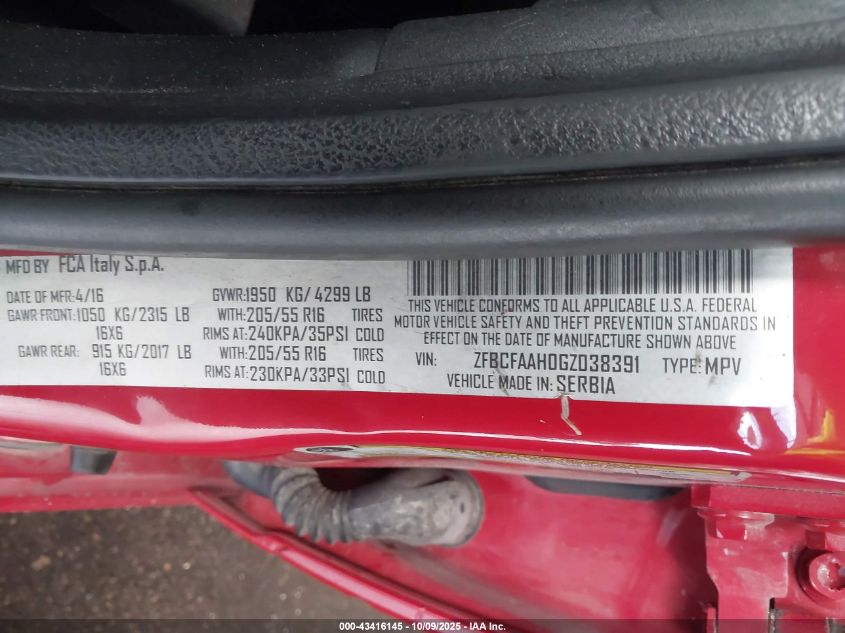 MFD BY FCA Italy S.p.A.
DATE OF MFR: 4/16 GVWR: 1950 KG/ 4299 LB
GAWR FRONT: 1050 KG/2315 LB WITH: 205/55 R16 TIRES
16X6 RIMS AT: 240KPA/35PSI COLD
GAWR REAR: 915 KG/2017 LB WITH: 205/55 R16 TIRES
16X6 RIMS AT: 230KPA/33PSI COLD
THIS VEHICLE CONFORMS TO ALL APPLICABLE U.S.A. FEDERAL
MOTOR VEHICLE SAFETY AND THEFT PREVENTION STANDARDS IN
EFFECT ON THE DATE OF MANUFACTURE SHOWN ABOVE
VIN: ZFBCFAAH0GZ038391 TYPE: MPV
VEHICLE MADE IN: SERBIA
000-43416145 - 10/09/2025 - IAA Inc.